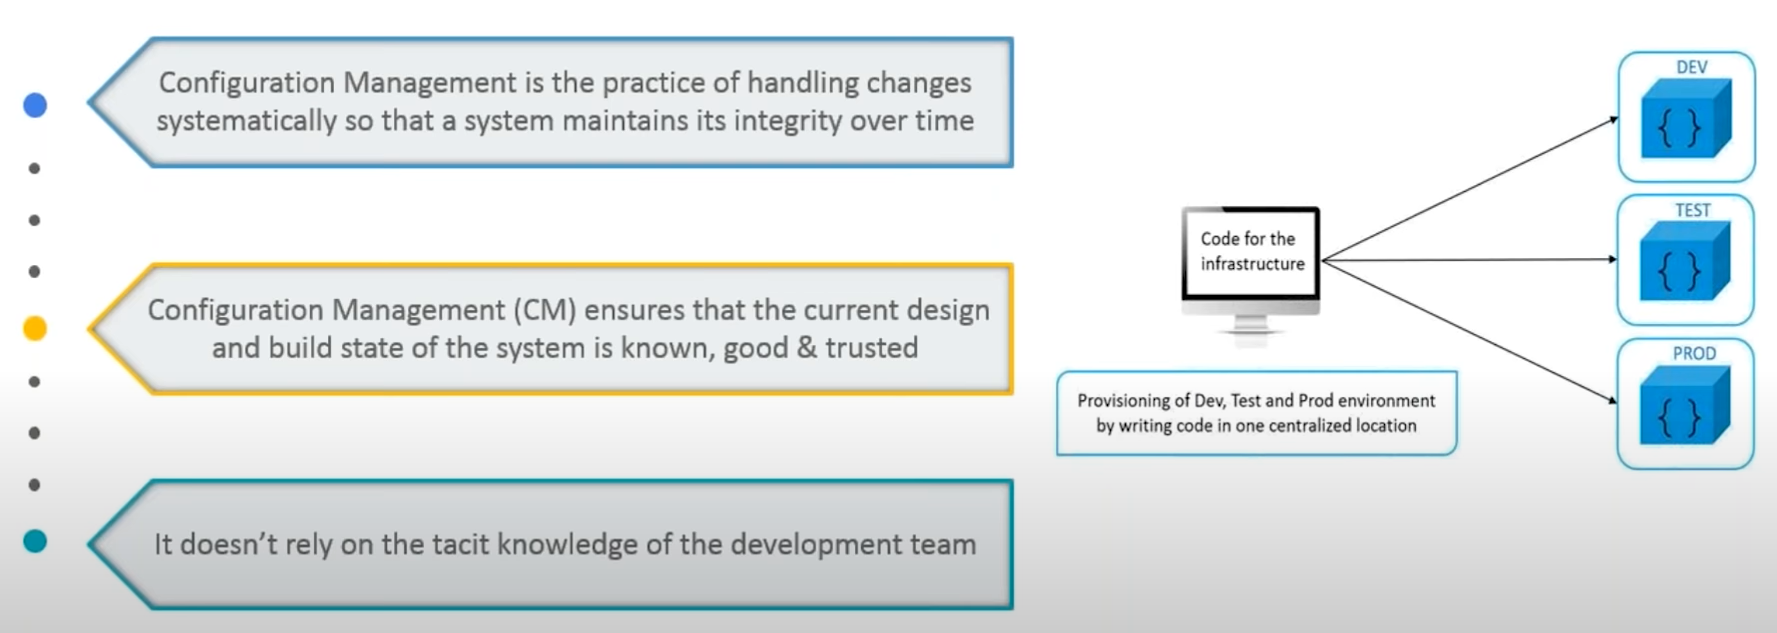 Configuration Management is the practice of handling changes
systematically so that a system maintains its integrity over time
Configuration Management (CM) ensures that the current design
and build state of the system is known, good & trusted
It doesn't rely on the tacit knowledge of the development team
Code for the
infrastructure
Provisioning of Dev, Test and Prod environment
by writing code in one centralized location
DEV
{ }
TEST
{ }
PROD
{ }